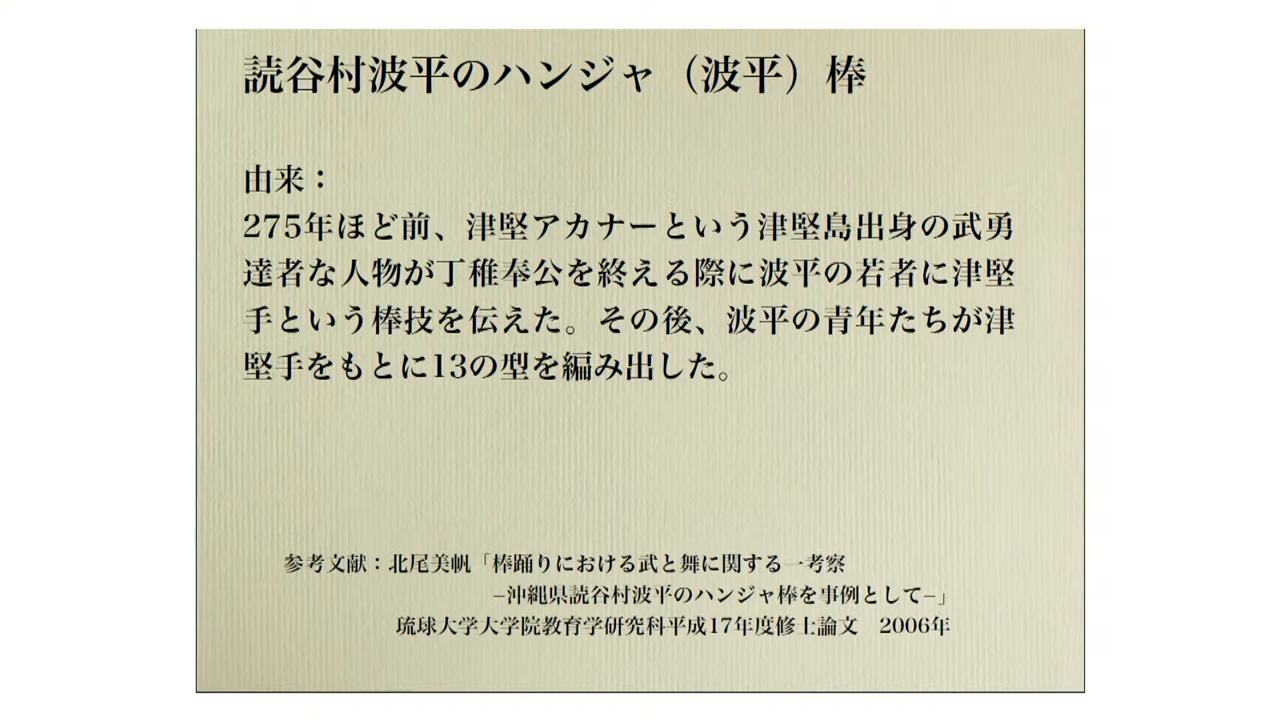 読谷村波平のハンジャ（波平）棒
由来：
275年ほど前、津堅アカナーという津堅島出身の武勇
達者な人物が丁稚奉公を終える際に波平の若者に津堅
手という棒技を伝えた。その後、波平の青年たちが津
堅手をもとに13の型を編み出した。
参考文献：北尾美帆「棒踊りにおける武と舞に関する一考察
–沖縄県読谷村波平のハンジャ棒を事例として–」
琉球大学大学院教育学研究科平成17年度修士論文　2006年